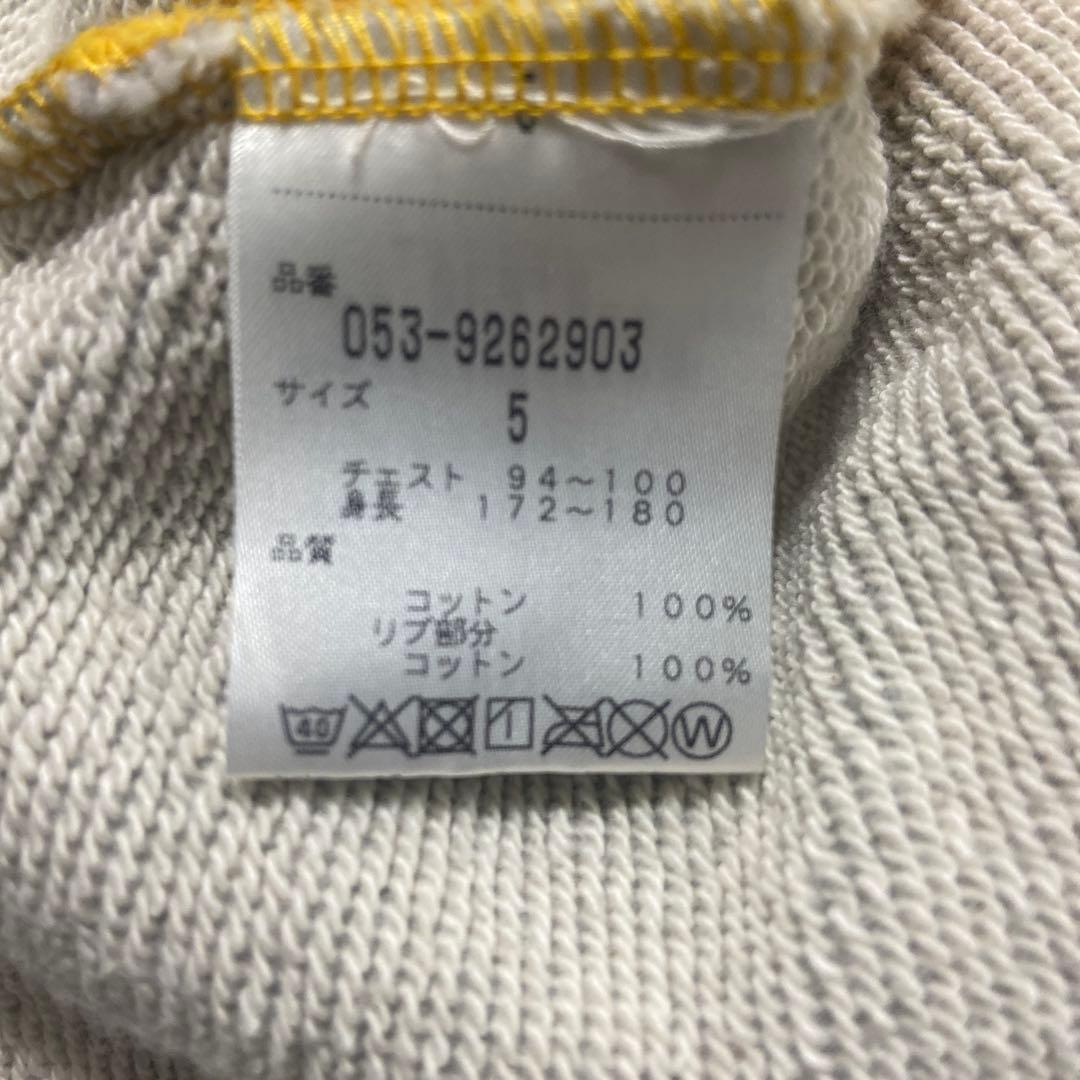 品番
053-9262903
サイズ
5
チェスト 94～100
身長 172～180
品質
コットン 100%
リブ部分
コットン 100%
40
W